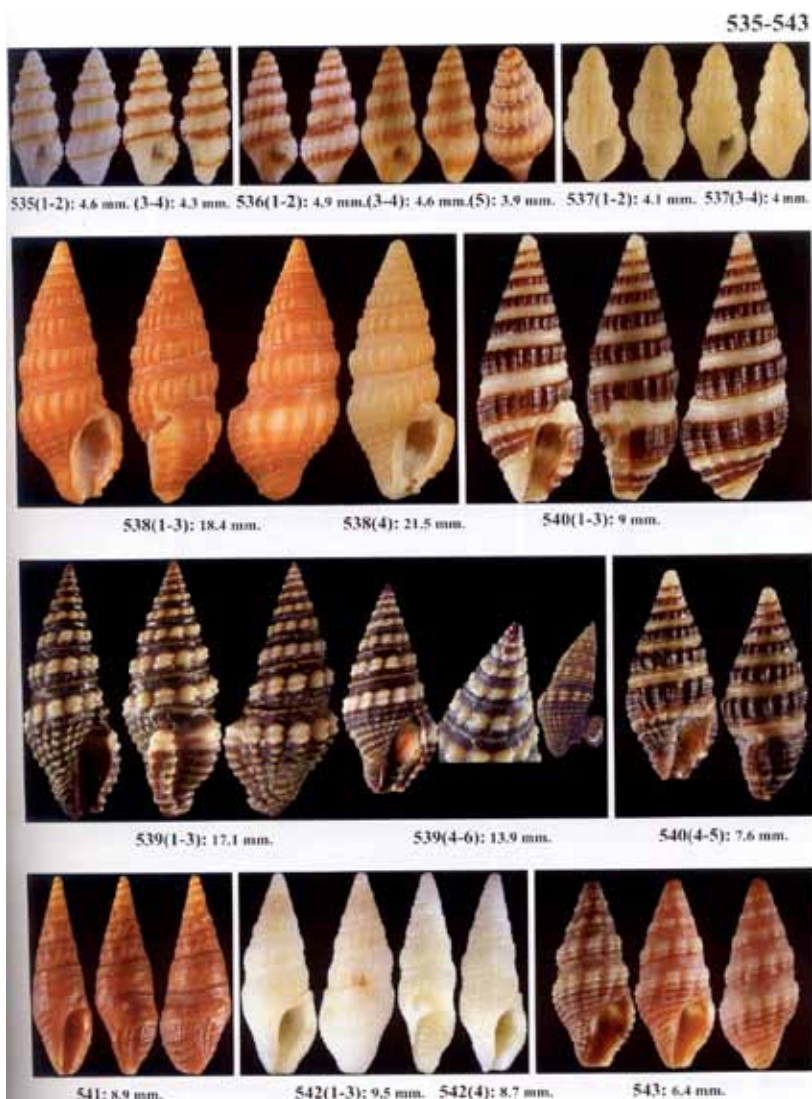 535-543
535(1-2): 4.6 mm. (3-4): 4.3 mm. 536(1-2): 4.9 mm.(3-4): 4.6 mm.(5): 3.9 mm. 537(1-2): 4.1 mm. 537(3-4): 4 mm.
538(1-3): 18.4 mm. 538(4): 21.5 mm. 540(1-3): 9 mm.
539(1-3): 17.1 mm. 539(4-6): 13.9 mm. 540(4-5): 7.6 mm.
541: 8.9 mm. 542(1-3): 9.5 mm. 542(4): 8.7 mm. 543: 6.4 mm.